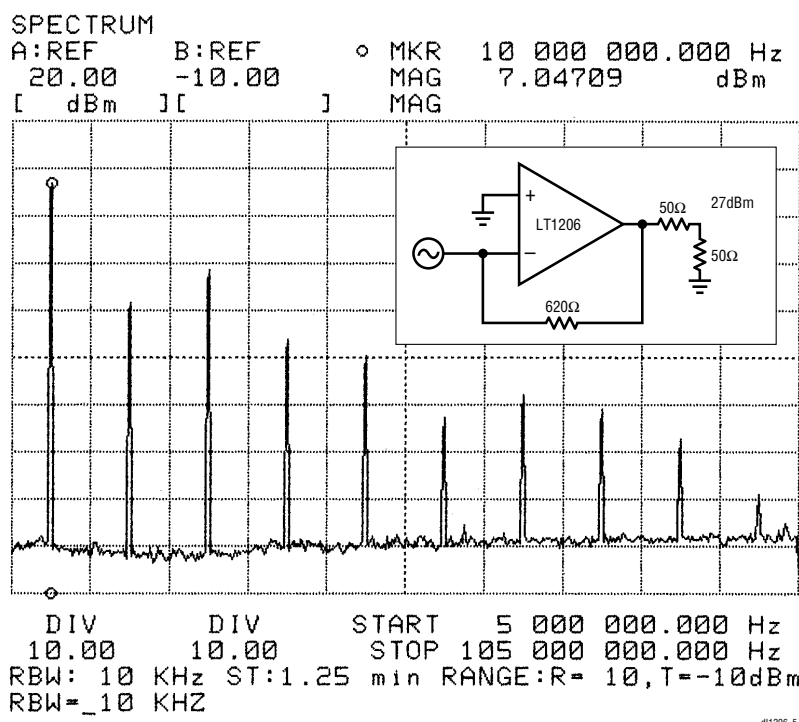 SPECTRUM
A:REF B:REF o MKR 10 000 000.000 Hz
20.00 -10.00 MAG 7.04709 dBm
[ dBm ][ ] MAG
+
LT1206
−
50Ω
27dBm
50Ω
620Ω
DIV DIV START 5 000 000.000 Hz
10.00 10.00 STOP 105 000 000.000 Hz
RBW: 10 KHz ST:1.25 min RANGE:R= 10,T=-10dBm
RBW=_10 KHZ